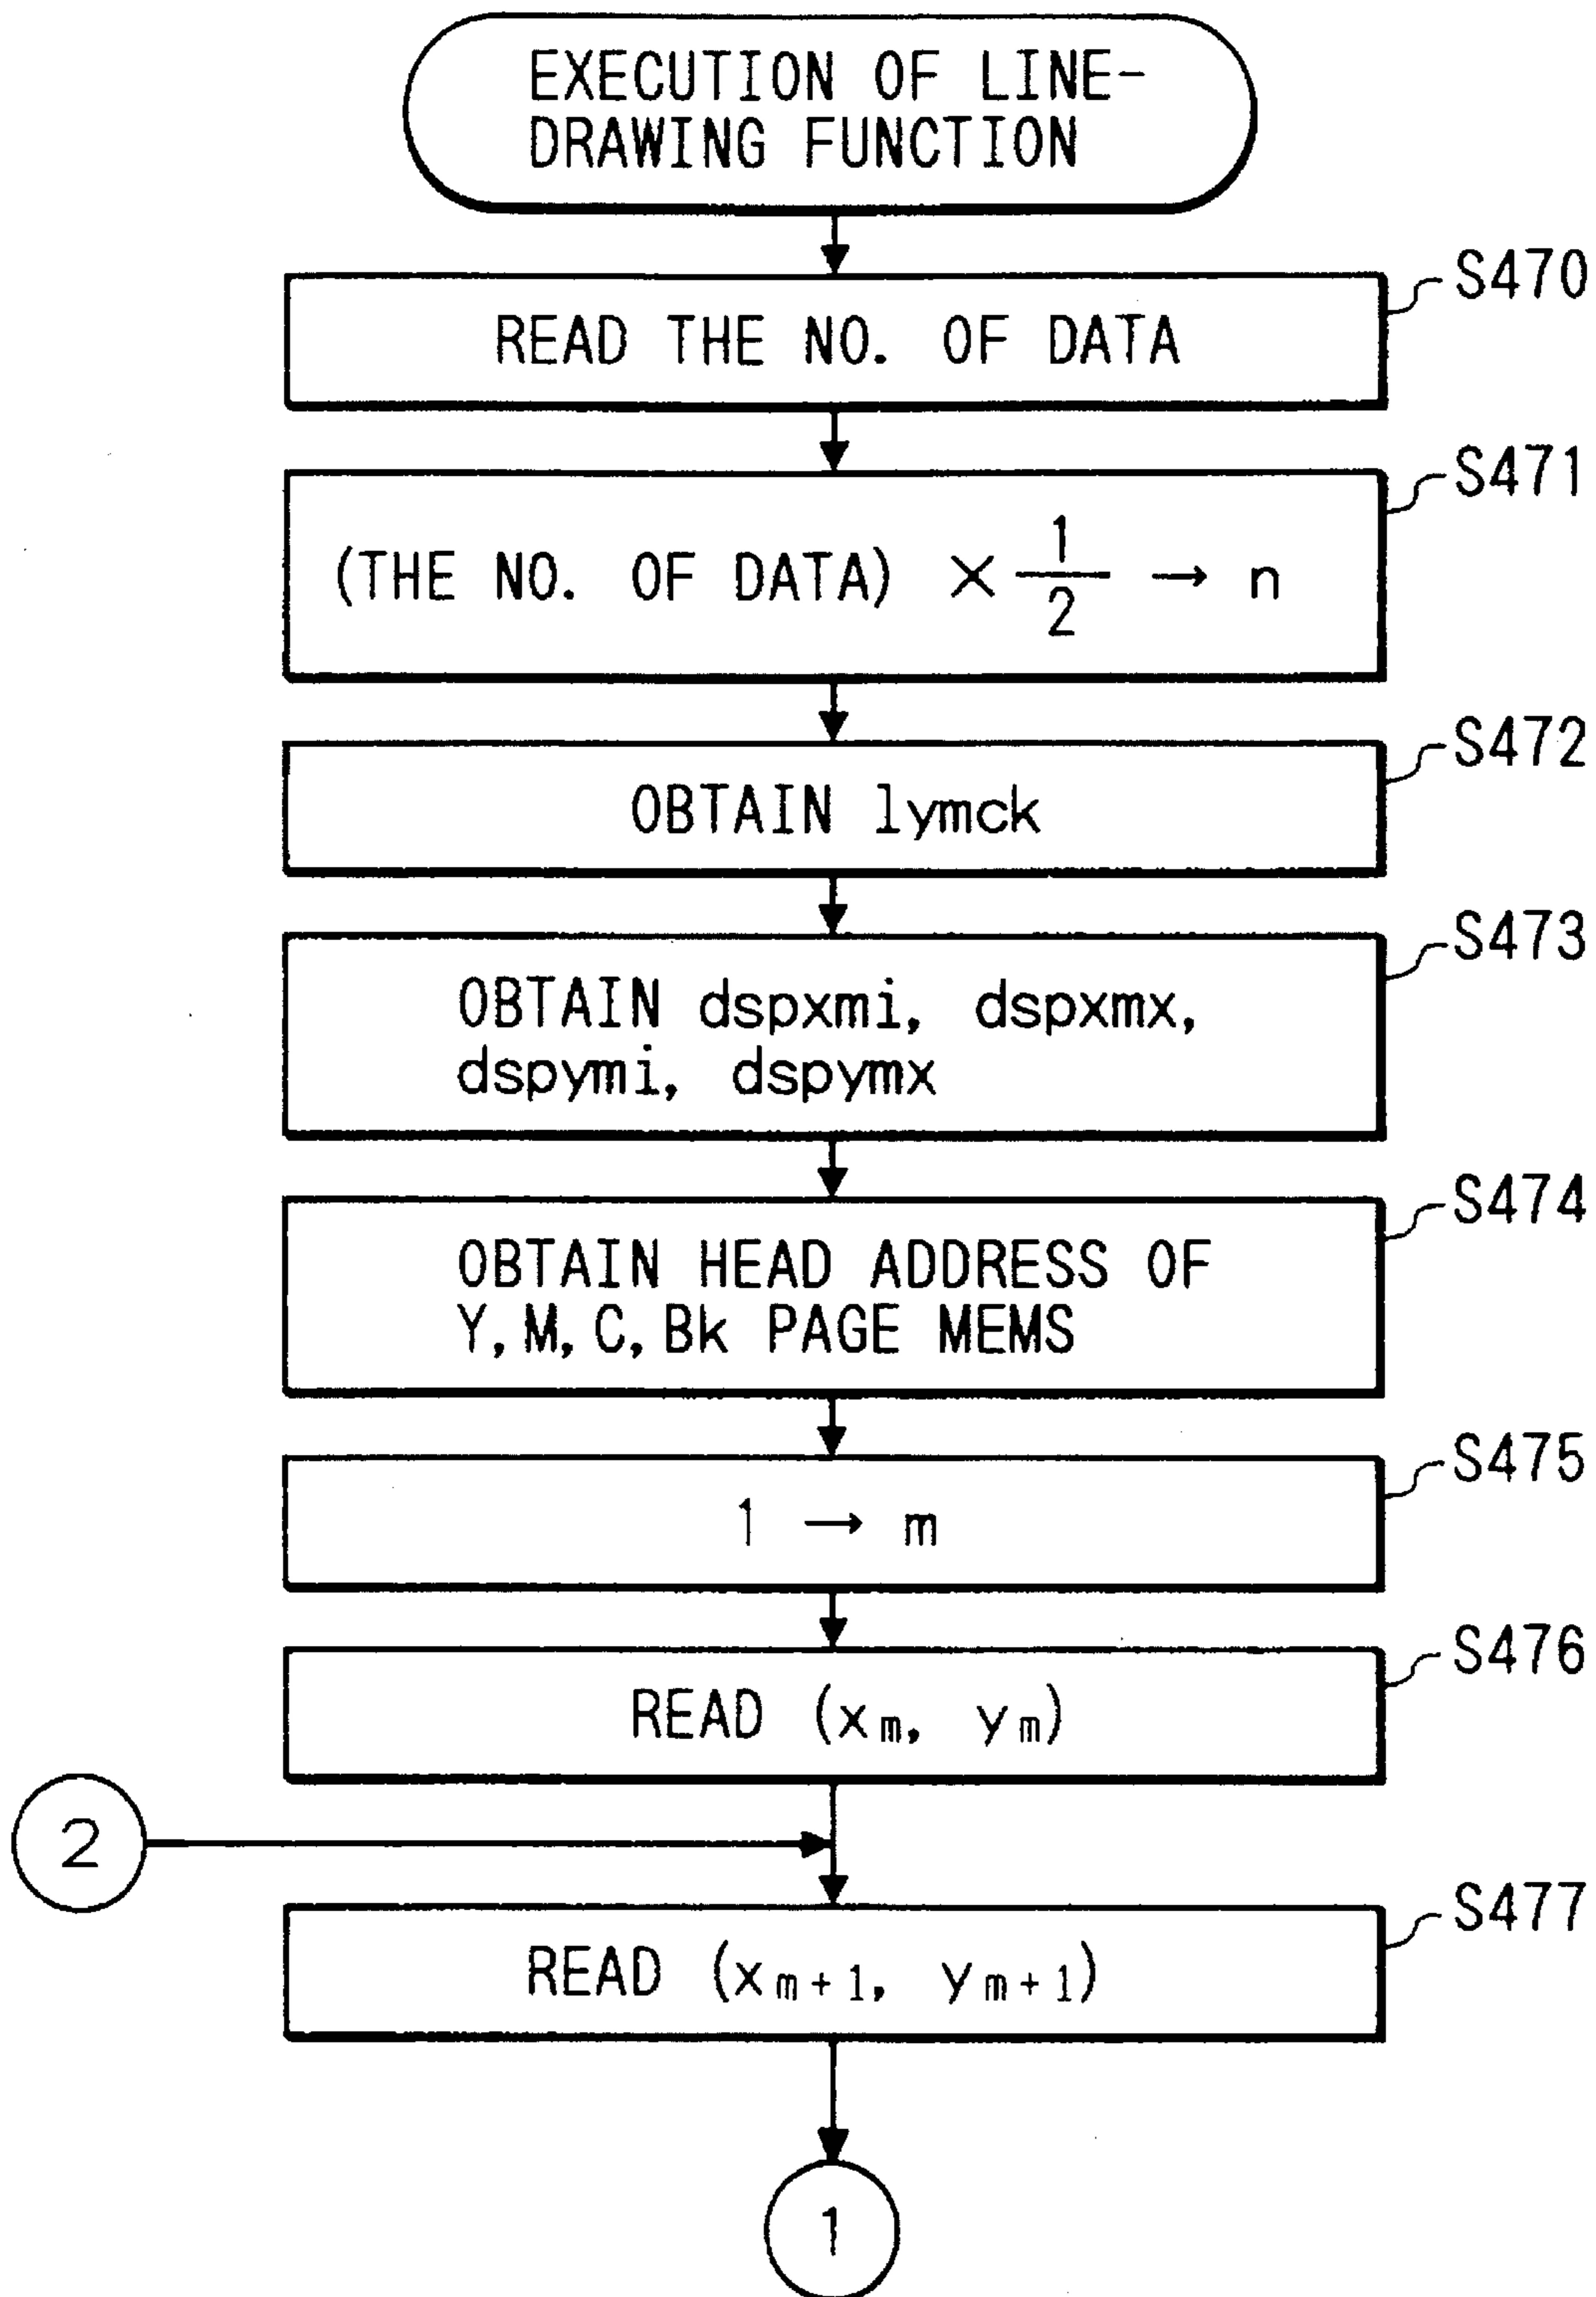 EXECUTION OF LINE-
DRAWING FUNCTION
S470
READ THE NO. OF DATA
S471
(THE NO. OF DATA) × 1/2 → n
S472
OBTAIN lymck
S473
OBTAIN dspxmi, dspxmx,
dspymi, dspymx
S474
OBTAIN HEAD ADDRESS OF
Y, M, C, Bk PAGE MEMS
S475
1 → m
S476
READ (xm, ym)
2
S477
READ (xm+1, ym+1)
1